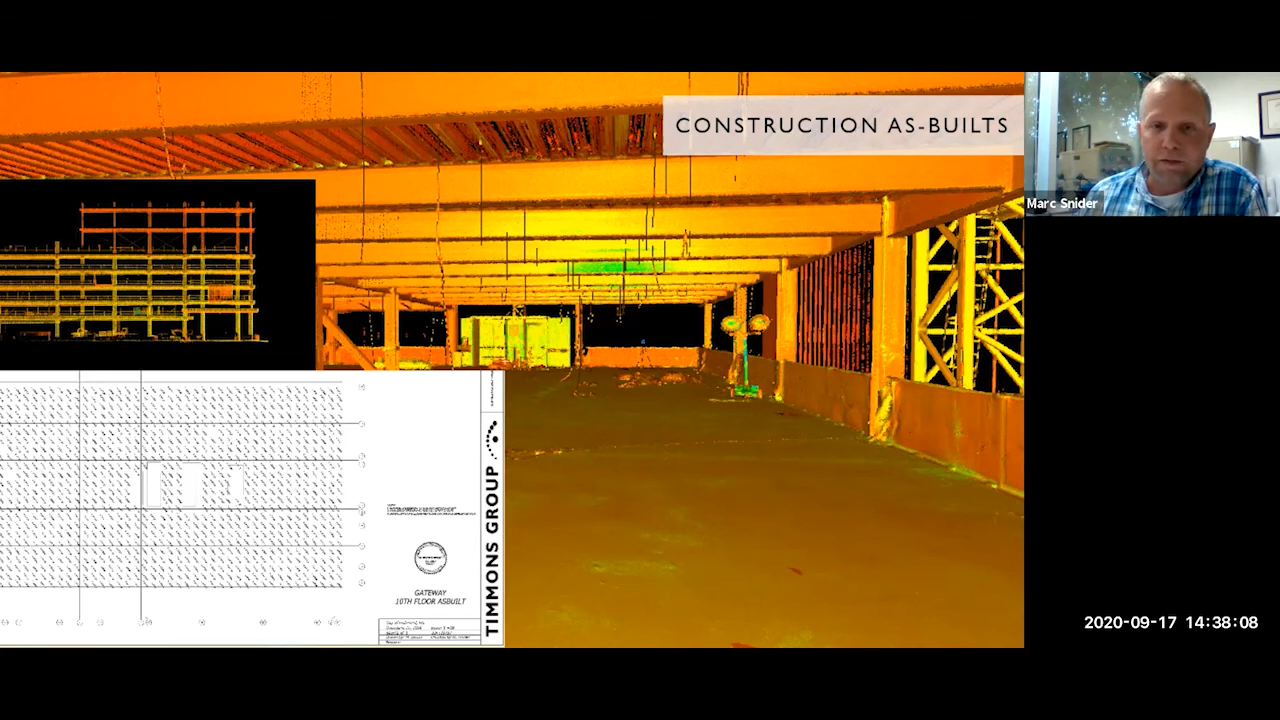 CONSTRUCTION AS-BUILTS
Marc Snider
TIMMONS GROUP
GATEWAY
10TH FLOOR ASBUILT
2020-09-17 14:38:08